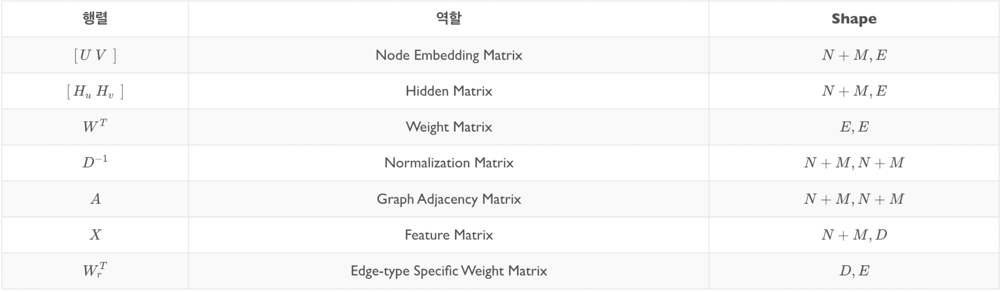 행렬 역할 Shape
[ U V ] Node Embedding Matrix N + M, E
[ H_u H_v ] Hidden Matrix N + M, E
W^T Weight Matrix E, E
D^{-1} Normalization Matrix N + M, N + M
A Graph Adjacency Matrix N + M, N + M
X Feature Matrix N + M, D
W_r^T Edge-type Specific Weight Matrix D, E